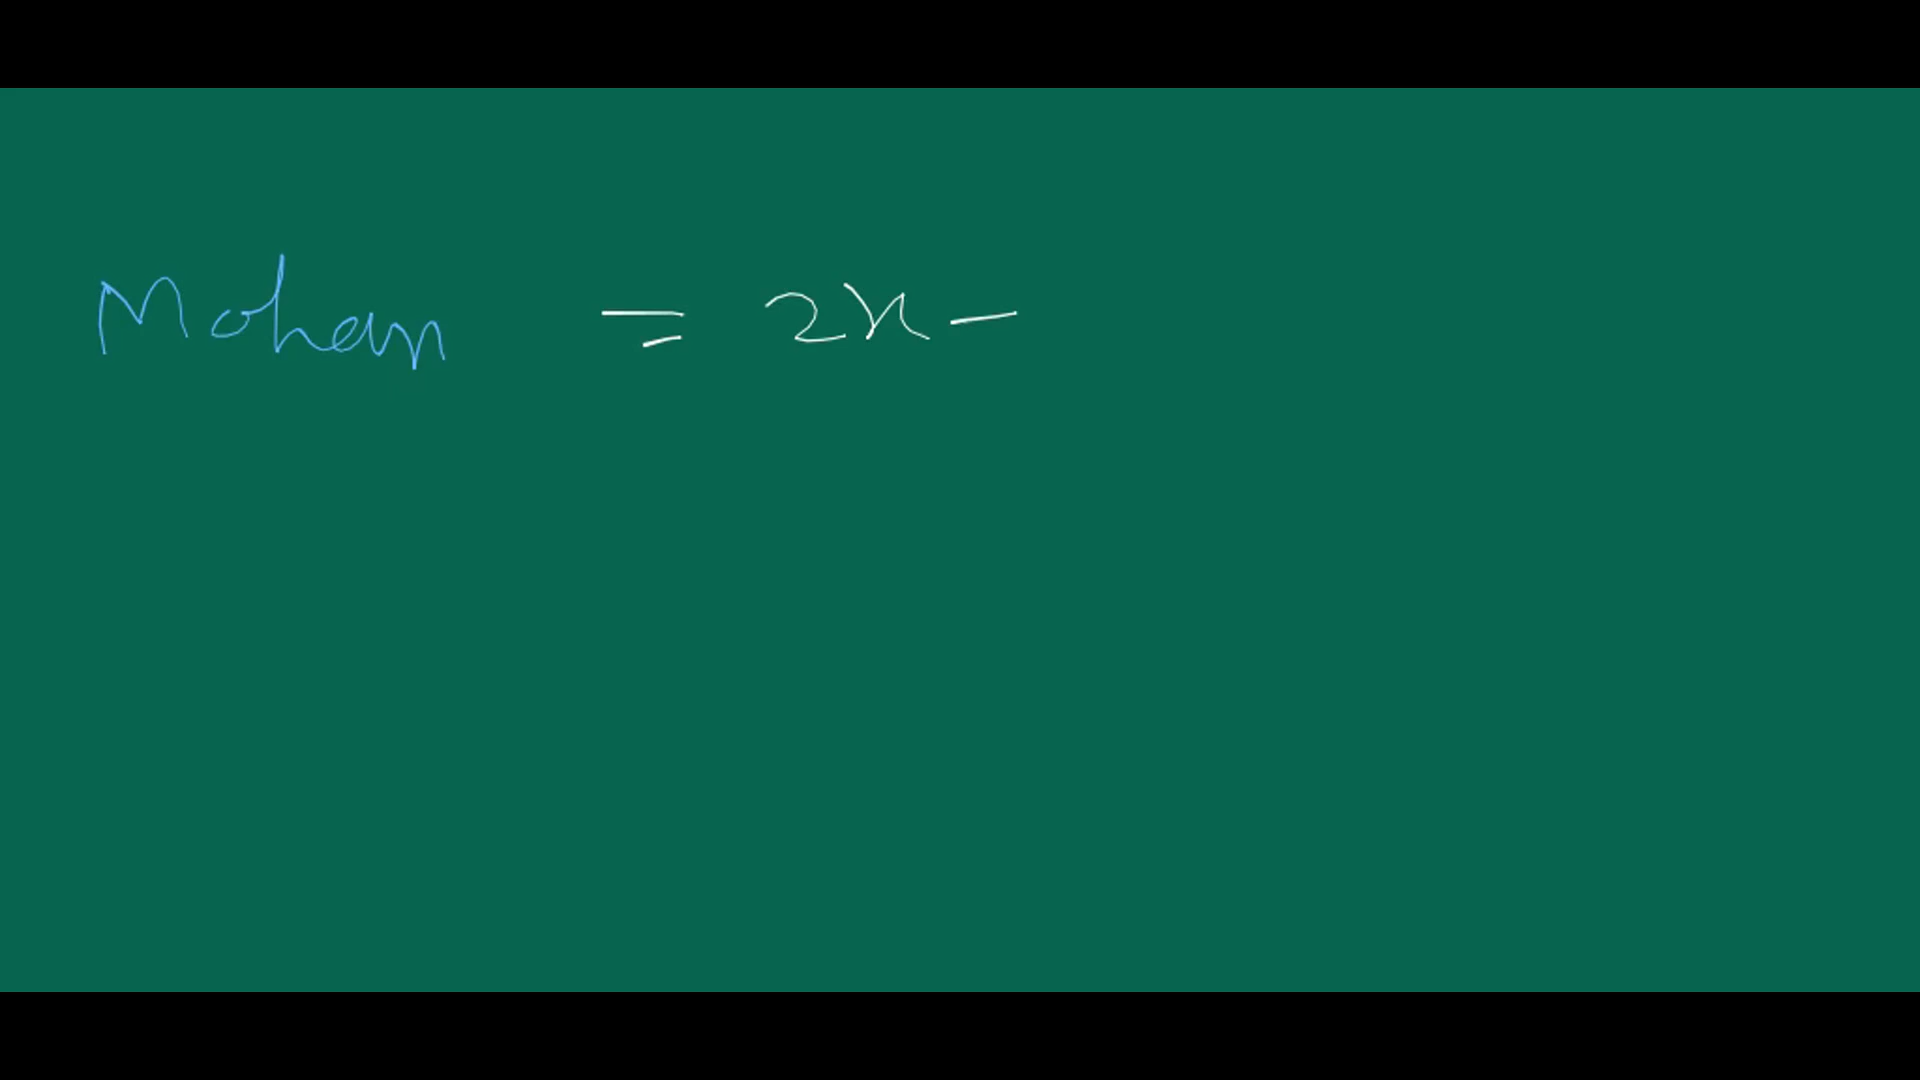 Mohan = 2x -